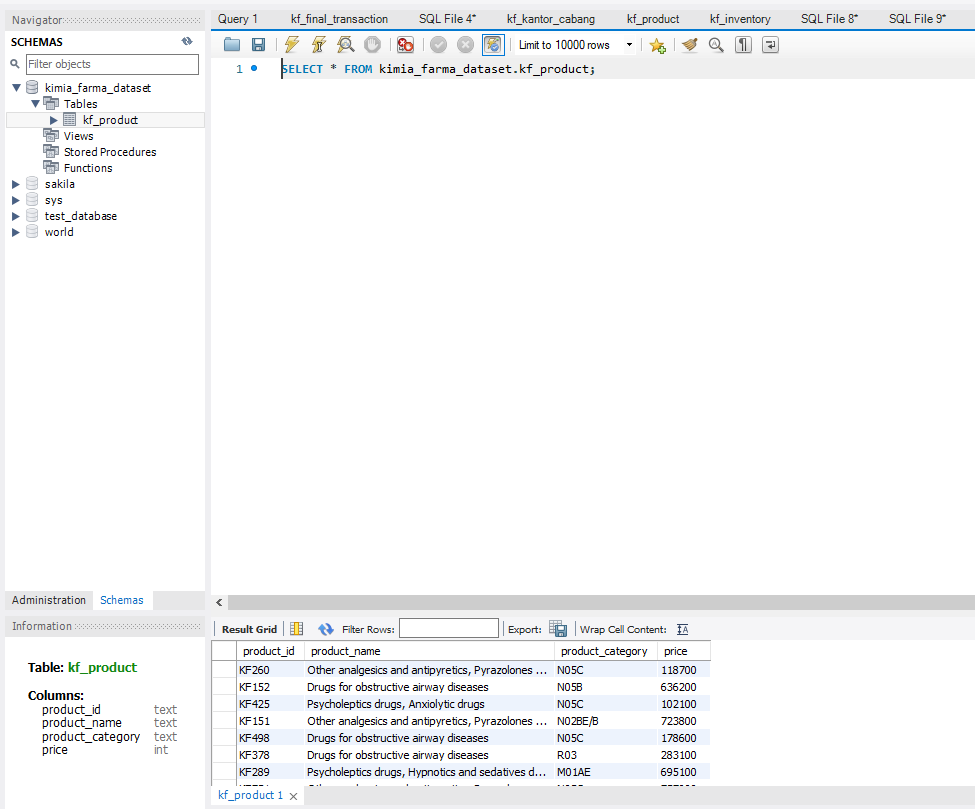 Navigator
SCHEMAS
Filter objects
kimia_farma_dataset
Tables
kf_product
Views
Stored Procedures
Functions
sakila
sys
test_database
world
Administration Schemas
Information
Table: kf_product
Columns:
product_id text
product_name text
product_category text
price int
Query 1 kf_final_transaction SQL File 4* kf_kantor_cabang kf_product kf_inventory SQL File 8* SQL File 9*
Limit to 10000 rows
1 SELECT * FROM kimia_farma_dataset.kf_product;
Result Grid Filter Rows: Export: Wrap Cell Content:
product_id product_name product_category price
KF260 Other analgesics and antipyretics, Pyrazolones ... N05C 118700
KF152 Drugs for obstructive airway diseases N05B 636200
KF425 Psycholeptics drugs, Anxiolytic drugs N05C 102100
KF151 Other analgesics and antipyretics, Pyrazolones ... N02BE/B 723800
KF498 Drugs for obstructive airway diseases N05C 178600
KF378 Drugs for obstructive airway diseases R03 283100
KF289 Psycholeptics drugs, Hypnotics and sedatives d... M01AE 695100
kf_product 1